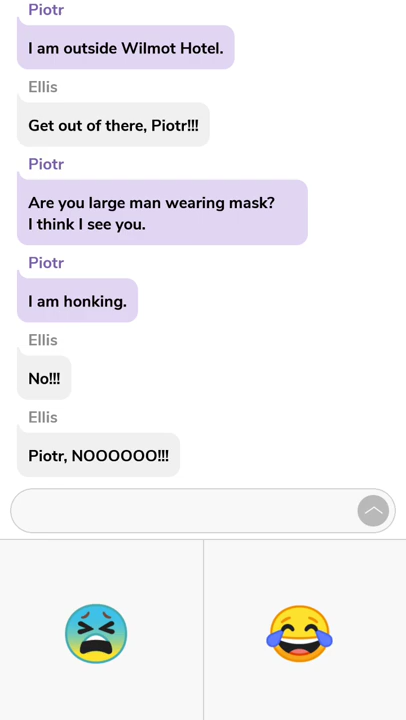 Piotr
I am outside Wilmot Hotel.
Ellis
Get out of there, Piotr!!!
Piotr
Are you large man wearing mask?
I think I see you.
Piotr
I am honking.
Ellis
No!!!
Ellis
Piotr, NOOOOOO!!!